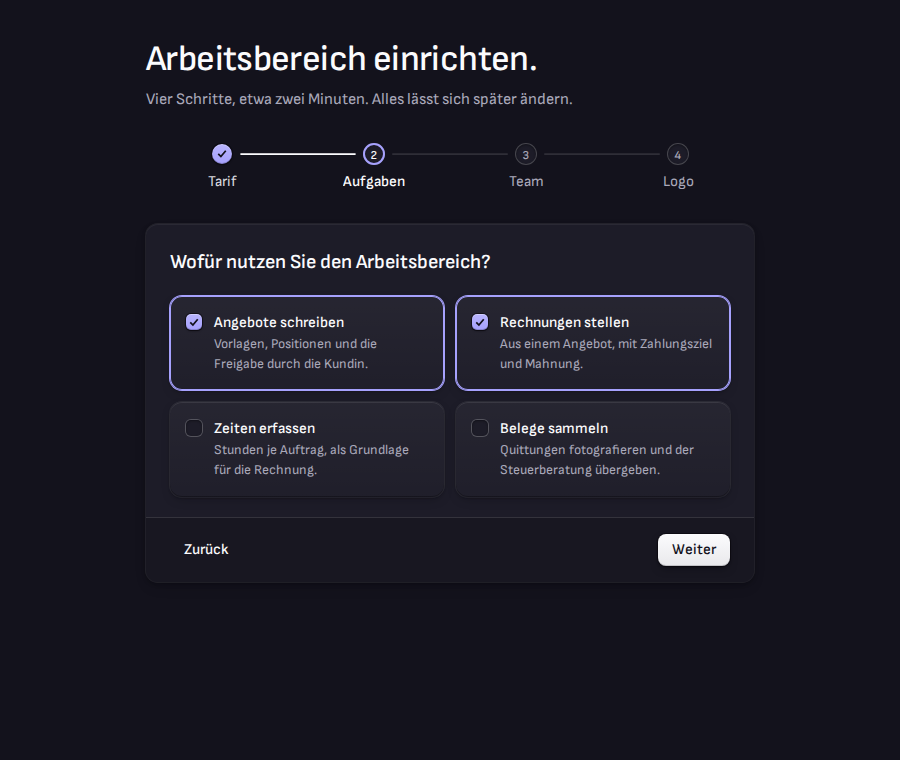 Arbeitsbereich einrichten.
Vier Schritte, etwa zwei Minuten. Alles lässt sich später ändern.
2 3 4
Tarif Aufgaben Team Logo
Wofür nutzen Sie den Arbeitsbereich?
Angebote schreiben
Vorlagen, Positionen und die
Freigabe durch die Kundin.
Rechnungen stellen
Aus einem Angebot, mit Zahlungsziel
und Mahnung.
Zeiten erfassen
Stunden je Auftrag, als Grundlage
für die Rechnung.
Belege sammeln
Quittungen fotografieren und der
Steuerberatung übergeben.
Zurück
Weiter